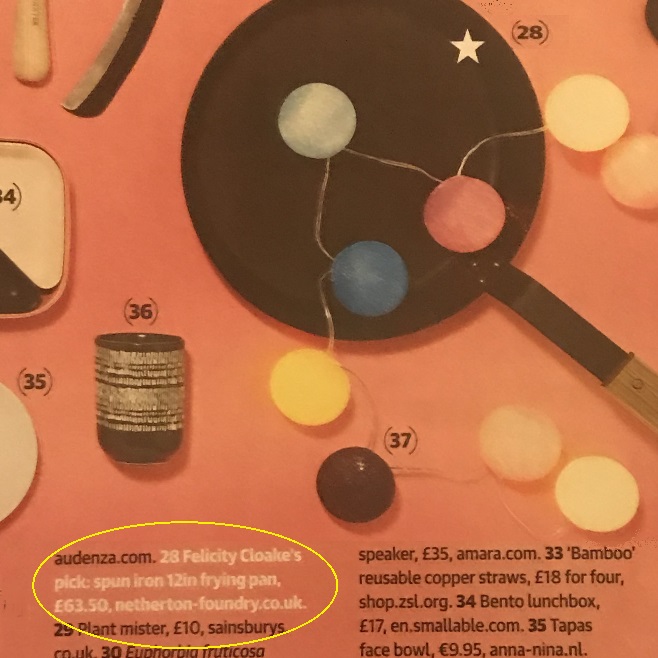 (28)
34)
(36)
(35)
(37)
audenza.com. 28 Felicity Cloake's
pick: spun iron 12in frying pan,
£63.50, netherton-foundry.co.uk.
29 Plant mister, £10, sainsburys
co.uk. 30 Euphorbia fruticosa
speaker, £35, amara.com. 33 'Bamboo'
reusable copper straws, £18 for four,
shop.zsl.org. 34 Bento lunchbox,
£17, en.smallable.com. 35 Tapas
face bowl, €9.95, anna-nina.nl.